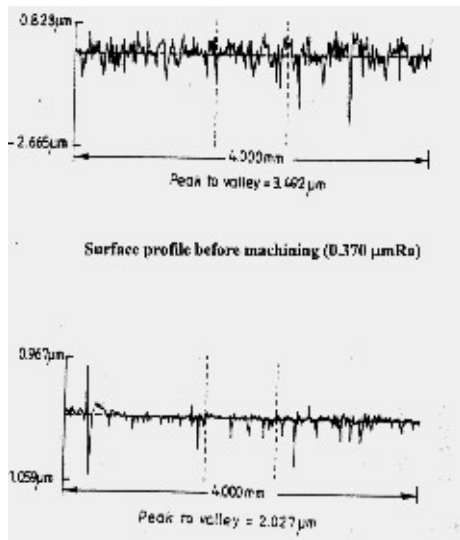 0.823µm
-2.665µm
4.000mm
Peak to valley = 3.492µm
Surface profile before machining (0.370 µmRa)
0.967µm
1.059µm
4.000mm
Peak to valley = 2.027µm